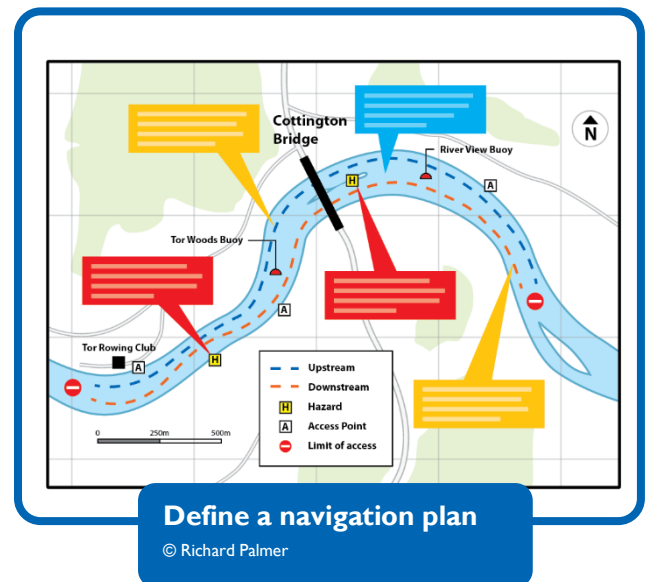 Cottington
Bridge
N
River View Buoy
H
A
Tor Woods Buoy
A
Tor Rowing Club
A
H
0 250m 500m
Upstream
Downstream
H Hazard
A Access Point
Limit of access
Define a navigation plan
© Richard Palmer